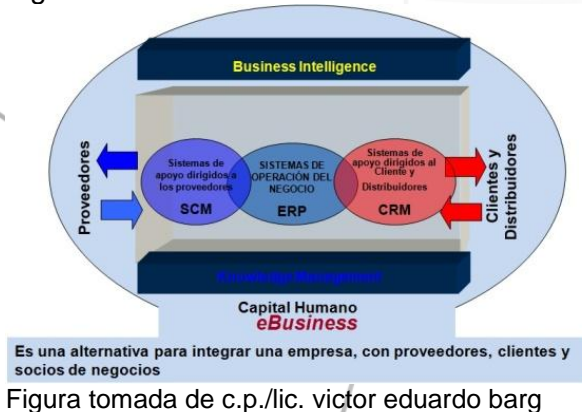 Business Intelligence
Proveedores
Sistemas de
apoyo dirigidos a
los proveedores
SCM
SISTEMAS DE
OPERACIÓN DEL
NEGOCIO
ERP
Sistemas de
apoyo dirigidos al
Cliente y
Distribuidores
CRM
Clientes y
Distribuidores
Knowledge Management
Capital Humano
eBusiness
Es una alternativa para integrar una empresa, con proveedores, clientes y
socios de negocios
Figura tomada de c.p./lic. victor eduardo barg